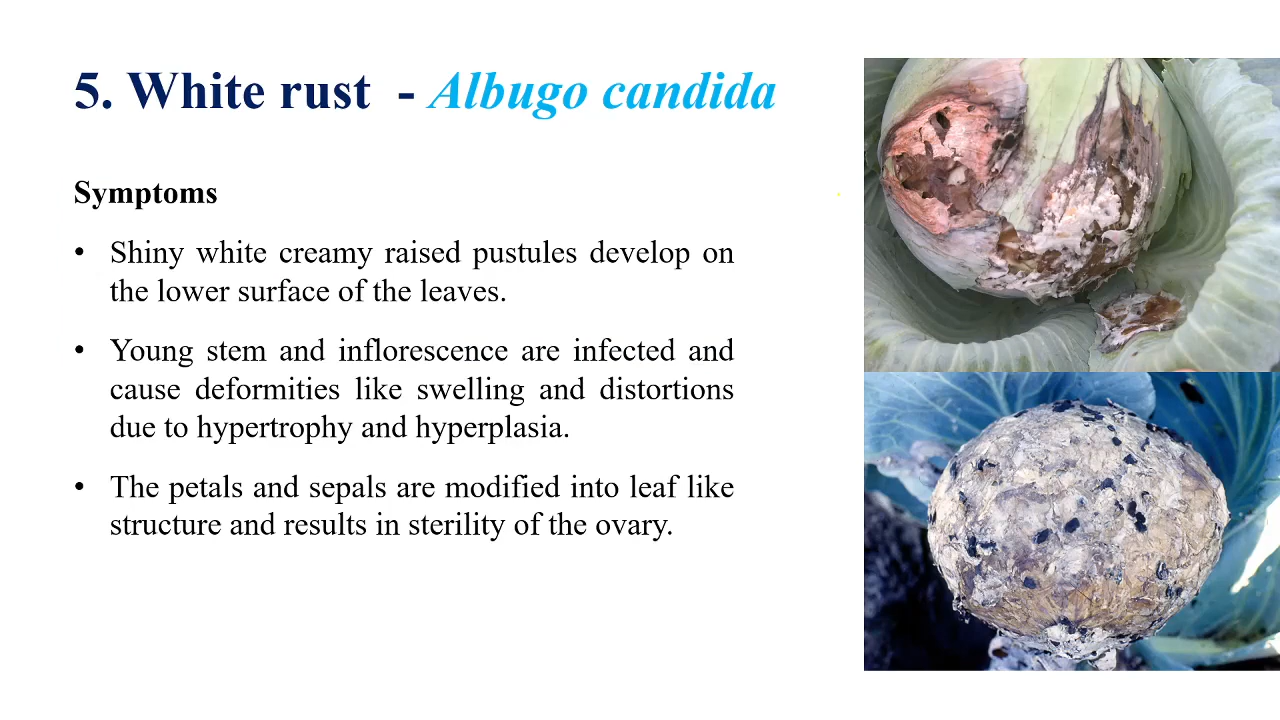 5. White rust - Albugo candida
Symptoms
• Shiny white creamy raised pustules develop on
the lower surface of the leaves.
• Young stem and inflorescence are infected and
cause deformities like swelling and distortions
due to hypertrophy and hyperplasia.
• The petals and sepals are modified into leaf like
structure and results in sterility of the ovary.